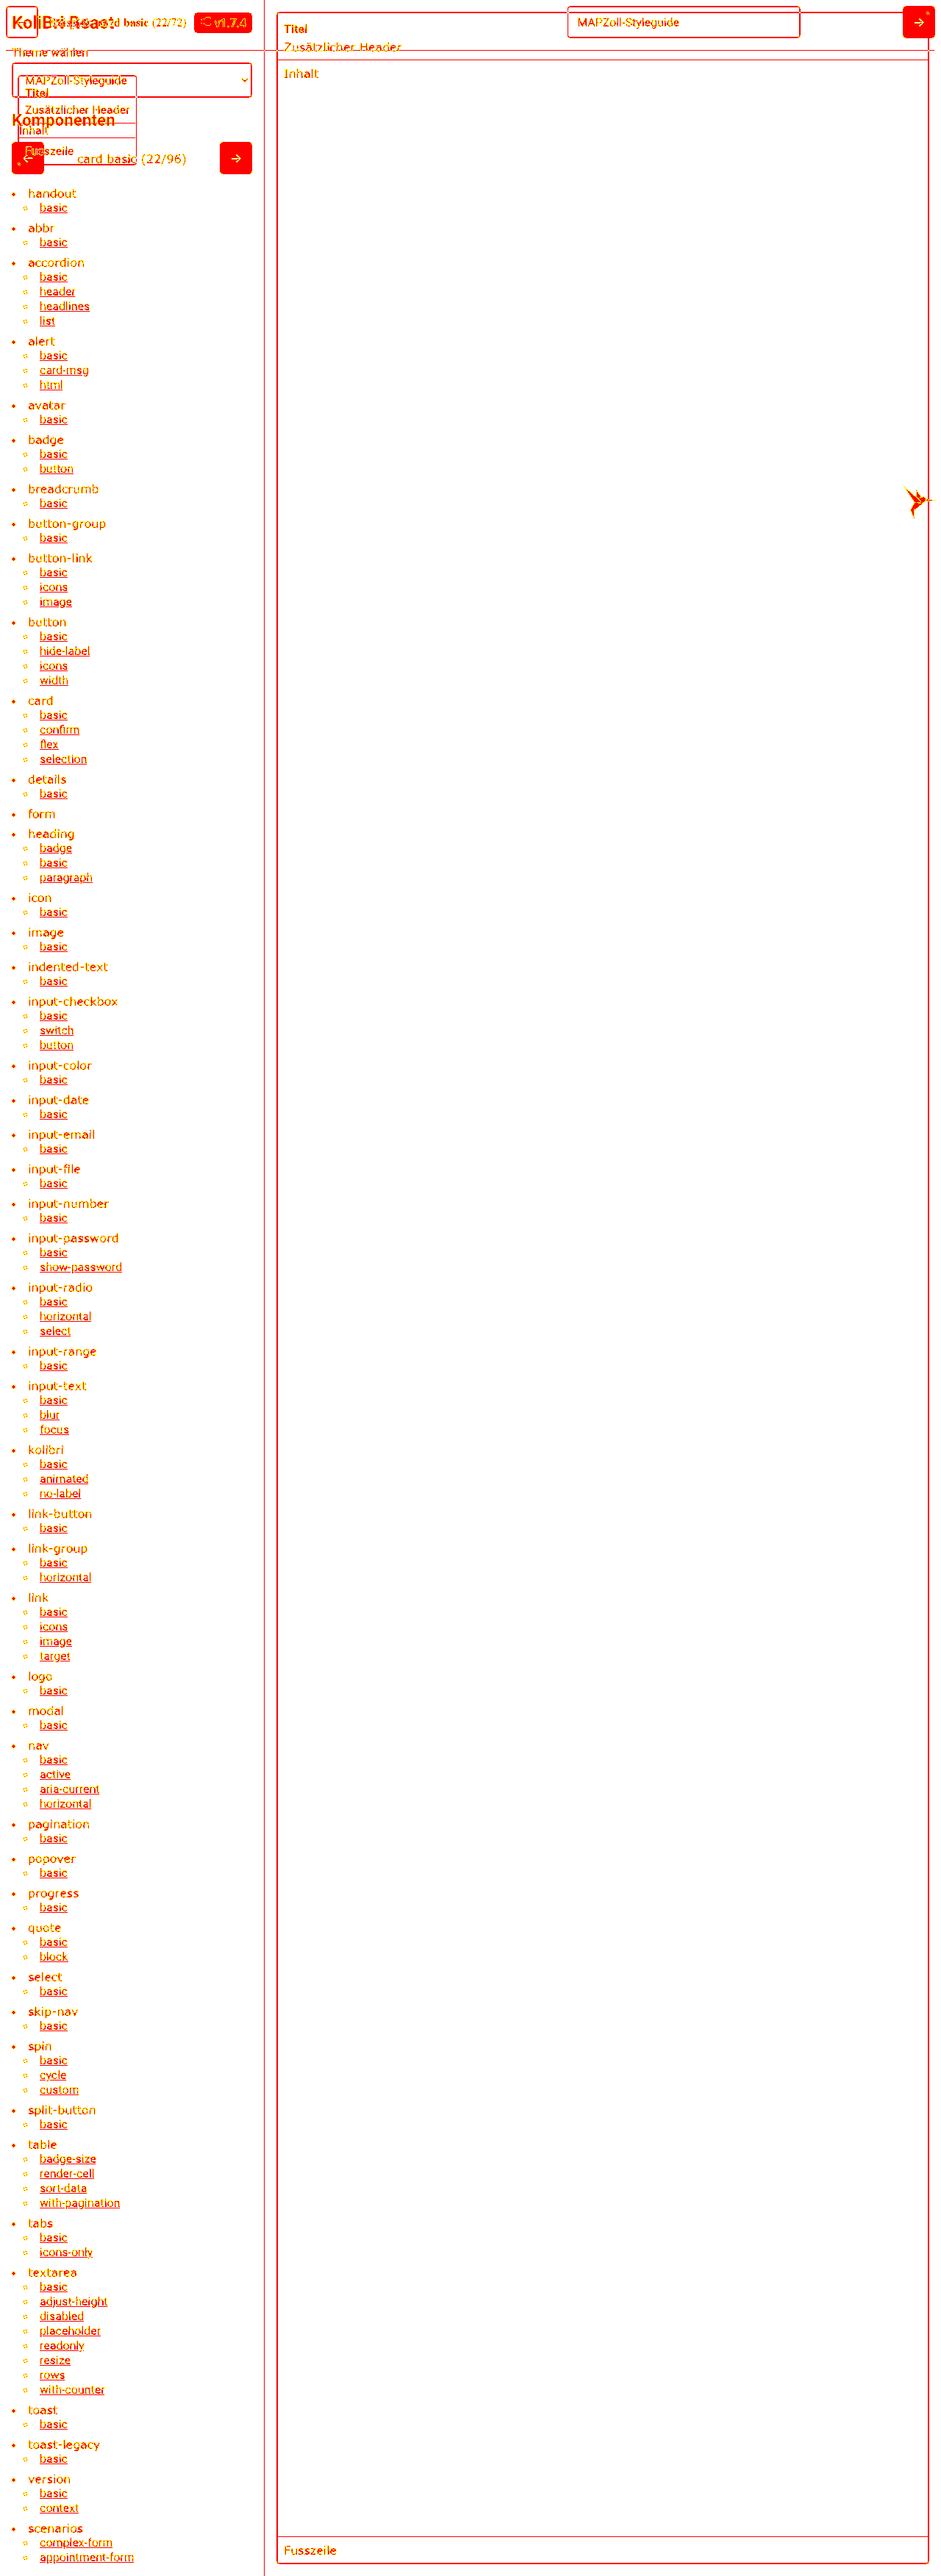 KoliBri React
card basic (22/72)
v1.7.4
MAPZoll-Styleguide
Theme wählen
MAPZoll-Styleguide
Titel
Zusätzlicher Header
Komponenten
Inhalt
Fusszeile
card basic (22/96)
handout
basic
abbr
basic
accordion
basic
header
headlines
list
alert
basic
card-msg
html
avatar
basic
badge
basic
button
breadcrumb
basic
button-group
basic
button-link
basic
icons
image
button
basic
hide-label
icons
width
card
basic
confirm
flex
selection
details
basic
form
heading
badge
basic
paragraph
icon
basic
image
basic
indented-text
basic
input-checkbox
basic
switch
button
input-color
basic
input-date
basic
input-email
basic
input-file
basic
input-number
basic
input-password
basic
show-password
input-radio
basic
horizontal
select
input-range
basic
input-text
basic
blur
focus
kolibri
basic
animated
no-label
link-button
basic
link-group
basic
horizontal
link
basic
icons
image
target
logo
basic
modal
basic
nav
basic
active
aria-current
horizontal
pagination
basic
popover
basic
progress
basic
quote
basic
block
select
basic
skip-nav
basic
spin
basic
cycle
custom
split-button
basic
table
badge-size
render-cell
sort-data
with-pagination
tabs
basic
icons-only
textarea
basic
adjust-height
disabled
placeholder
readonly
resize
rows
with-counter
toast
basic
toast-legacy
basic
version
basic
context
scenarios
complex-form
appointment-form
Titel
Zusätzlicher Header
Inhalt
Fusszeile